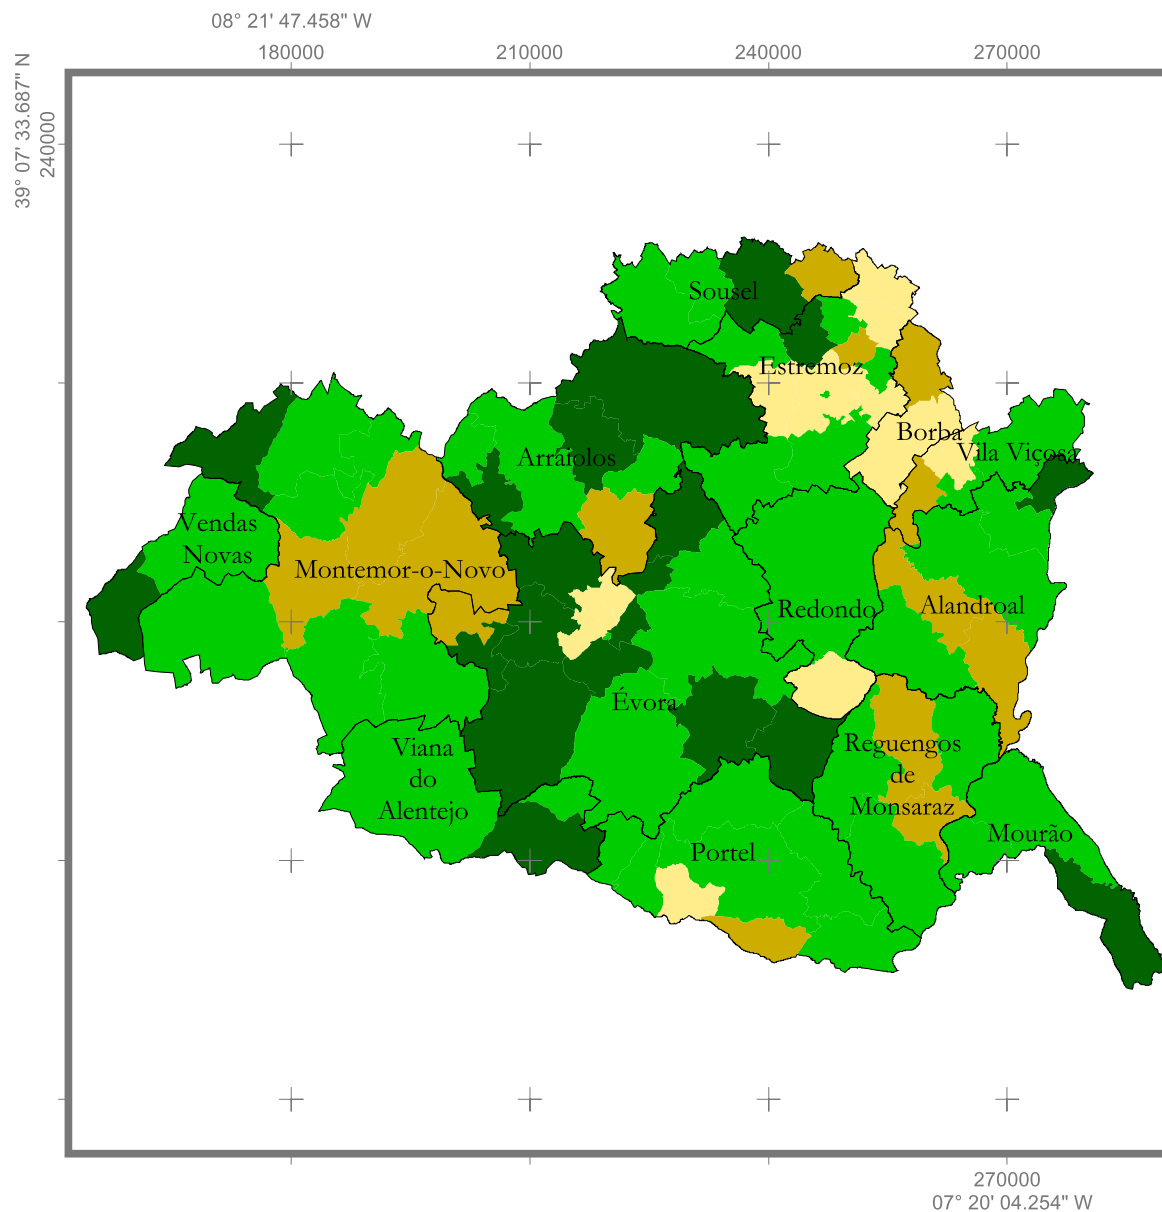 08° 21' 47.458" W
180000
210000
240000
270000
39° 07' 33.687" N
240000
Sousel
Estremoz
Borba
Vila Viçosa
Arraiolos
Vendas
Novas
Montemor-o-Novo
Redondo
Alandroal
Évora
Viana
do
Alentejo
Reguengos
de
Monsaraz
Mourão
Portel
270000
07° 20' 04.254" W